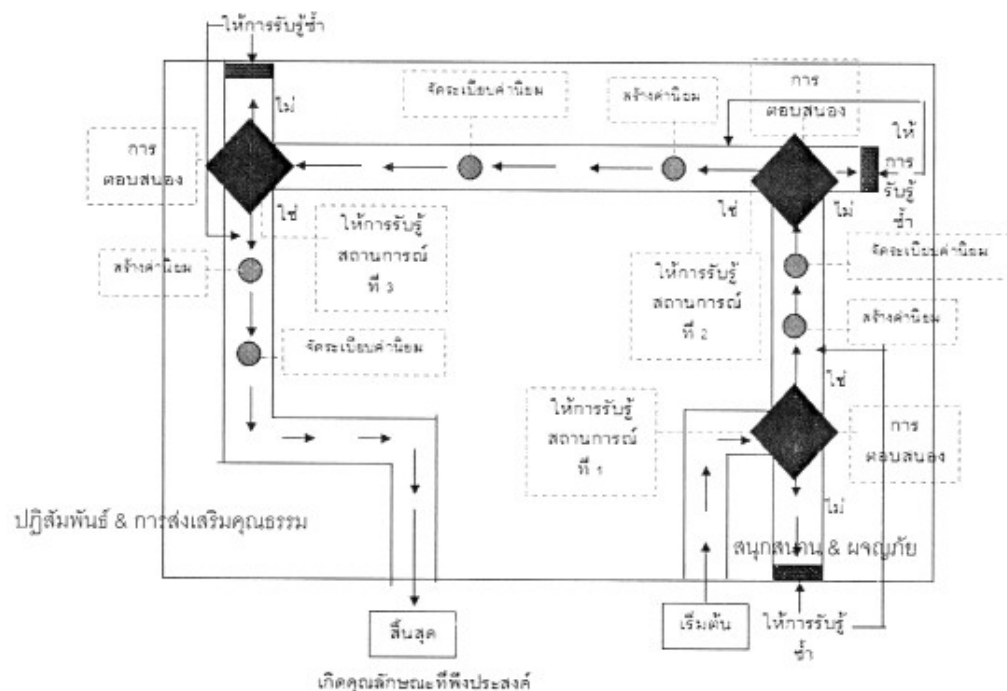 ให้การรับรู้ซ้ำ
จัดระเบียบค่านิยม
สร้างค่านิยม
การ
ตอบสนอง
ไม่
การ
ตอบสนอง
ให้
การ
รับรู้
ซ้ำ
ใช่
ไม่
ใช่
ให้การรับรู้
สถานการณ์
ที่ 3
สร้างค่านิยม
จัดระเบียบค่านิยม
ให้การรับรู้
สถานการณ์
ที่ 2
จัดระเบียบค่านิยม
สร้างค่านิยม
ใช่
ให้การรับรู้
สถานการณ์
ที่ 1
การ
ตอบสนอง
ไม่
ปฏิสัมพันธ์ & การส่งเสริมคุณธรรม
สนุกสนาน & ผจญภัย
สิ้นสุด
เริ่มต้น
ให้การรับรู้
ซ้ำ
เกิดคุณลักษณะที่พึงประสงค์